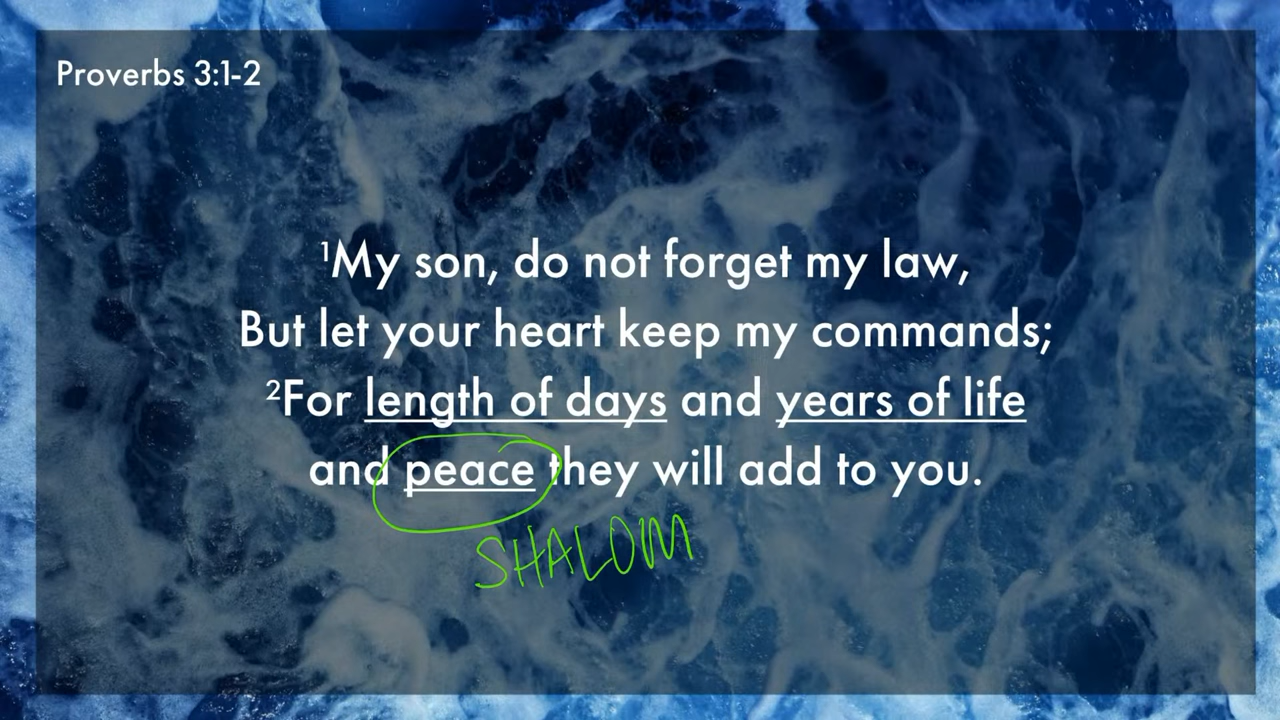 Proverbs 3:1-2
¹My son, do not forget my law,
But let your heart keep my commands;
²For length of days and years of life
and peace they will add to you.
SHALOM